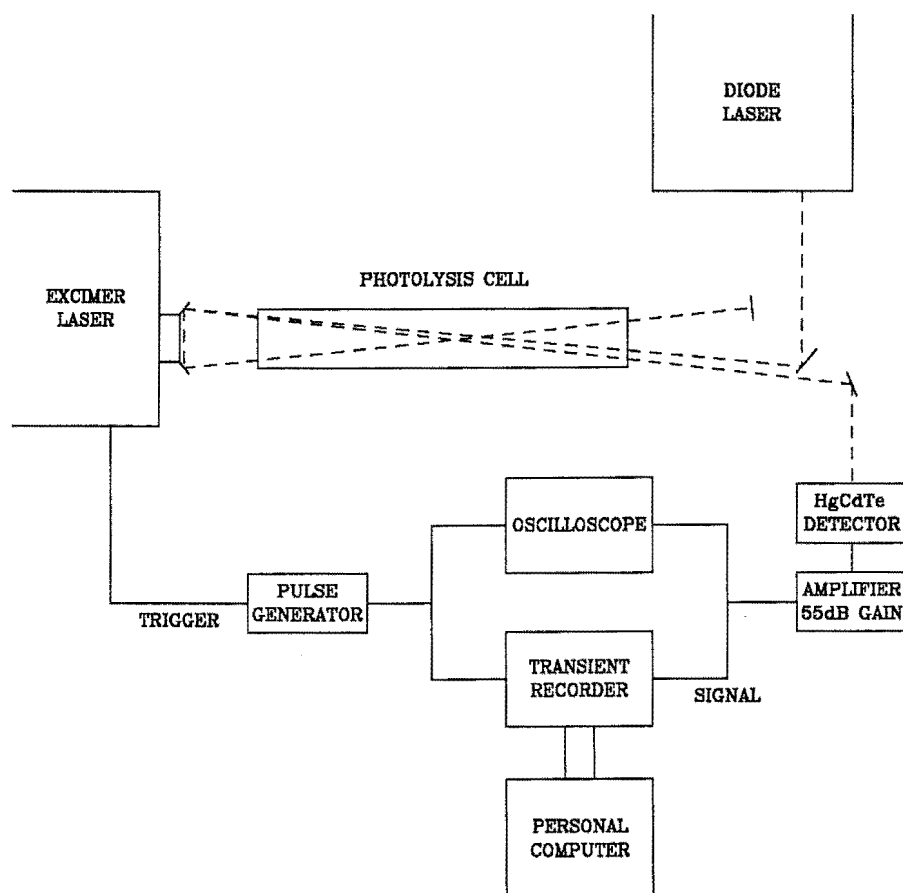 DIODE
LASER
EXCIMER
LASER
PHOTOLYSIS CELL
HgCdTe
DETECTOR
OSCILLOSCOPE
PULSE
GENERATOR
AMPLIFIER
55dB GAIN
TRIGGER
TRANSIENT
RECORDER
SIGNAL
PERSONAL
COMPUTER